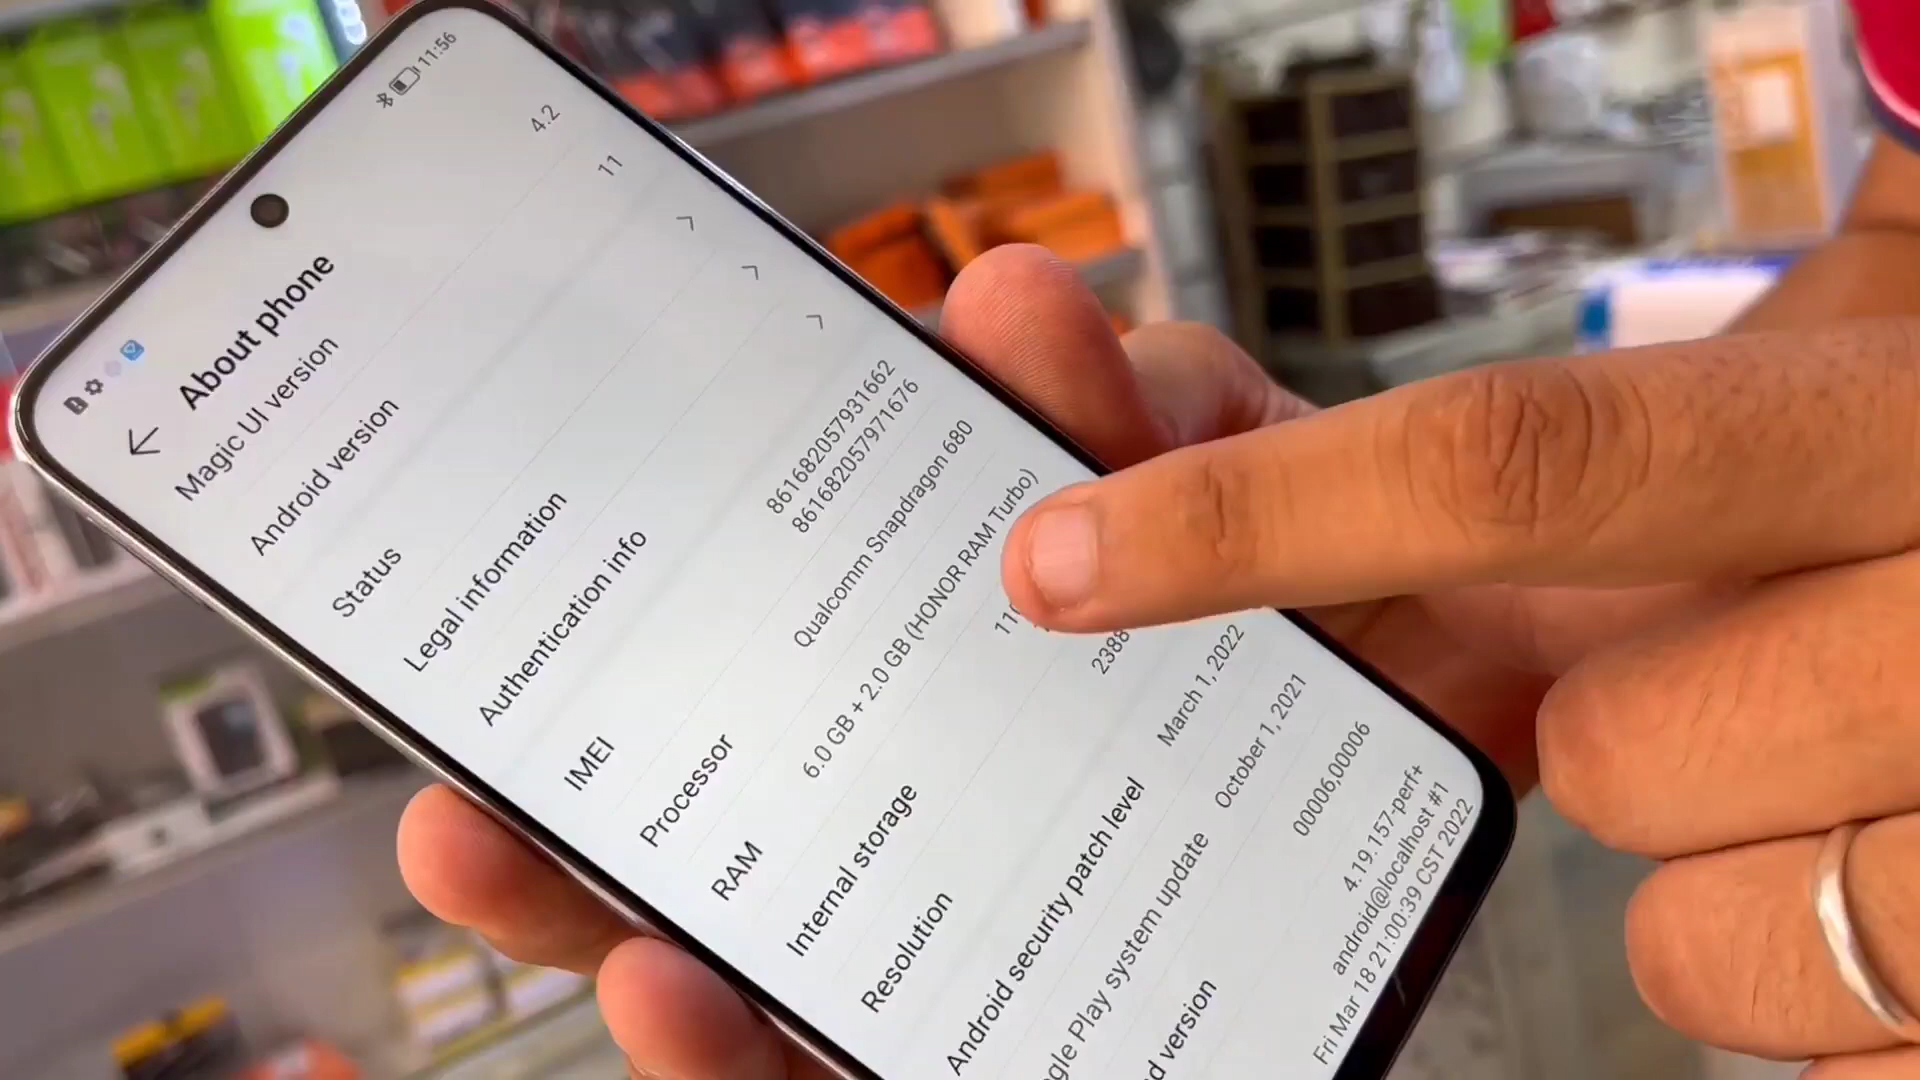 11:56
About phone
Magic UI version 4.2
Android version 11
Status
Legal information
Authentication info
IMEI 861682057931662
861682057971676
Processor Qualcomm Snapdragon 680
RAM 6.0 GB + 2.0 GB (HONOR RAM Turbo)
Internal storage
Resolution 2388
Android security patch level March 1, 2022
Play system update October 1, 2021
version 00006,00006
4.19.157-perf+
android@localhost #1
Fri Mar 18 21:00:39 CST 2022